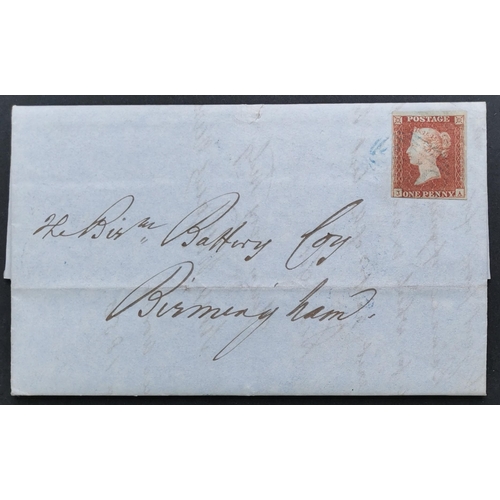 POSTAGE
ONE PENNY
A
The Birm Battery Coy
Birmingham.